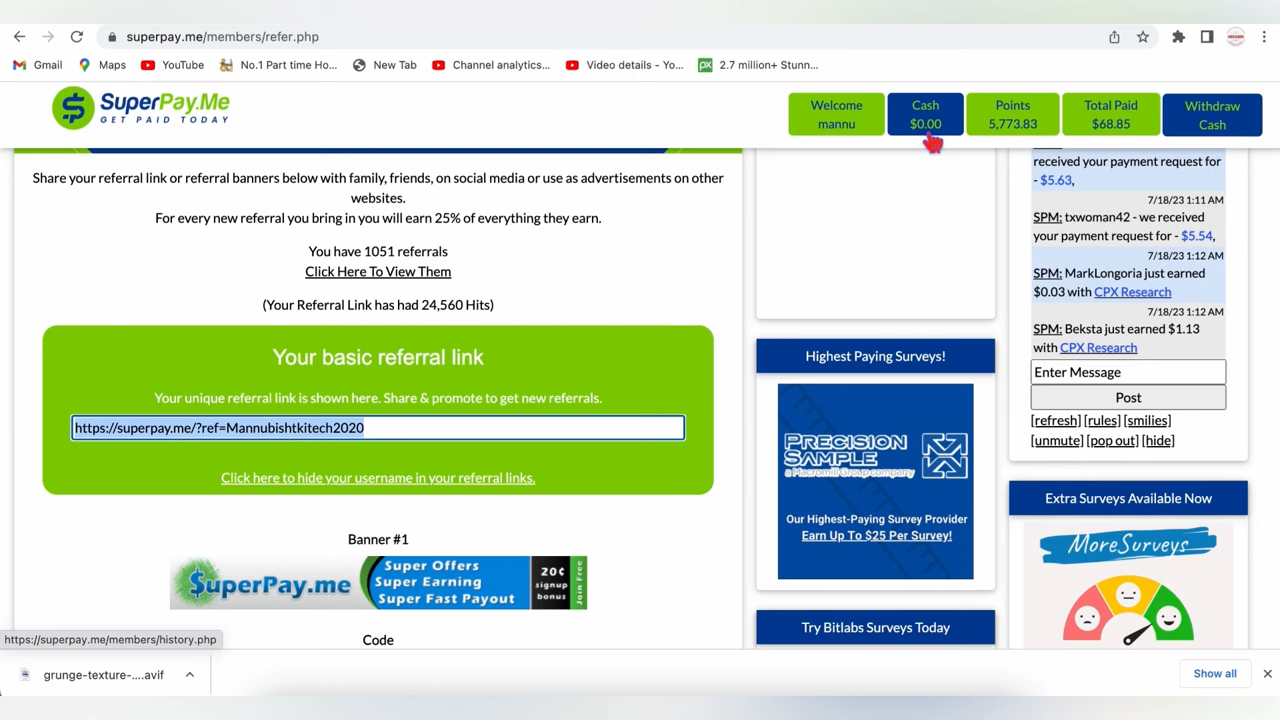 superpay.me/members/refer.php
Gmail
Maps
YouTube
No.1 Part time Ho...
New Tab
Channel analytics...
Video details - Yo...
2.7 million+ Stunn...
SuperPay.Me
GET PAID TODAY
Welcome
mannu
Cash
$0.00
Points
5,773.83
Total Paid
$68.85
Withdraw
Cash
Share your referral link or referral banners below with family, friends, on social media or use as advertisements on other
websites.
For every new referral you bring in you will earn 25% of everything they earn.
You have 1051 referrals
Click Here To View Them
(Your Referral Link has had 24,560 Hits)
Your basic referral link
Your unique referral link is shown here. Share & promote to get new referrals.
https://superpay.me/?ref=Mannubishtkitech2020
Click here to hide your username in your referral links.
Banner #1
$uperPay.me
Super Offers
Super Earning
Super Fast Payout
20¢
signup
bonus
Join Free
Code
Highest Paying Surveys!
PRECISION
SAMPLE
a Macromill Group company
Our Highest-Paying Survey Provider
Earn Up To $25 Per Survey!
Try Bitlabs Surveys Today
received your payment request for
- $5.63,
7/18/23 1:11 AM
SPM: txwoman42 - we received
your payment request for - $5.54,
7/18/23 1:12 AM
SPM: MarkLongoria just earned
$0.03 with CPX Research
7/18/23 1:12 AM
SPM: Beksta just earned $1.13
with CPX Research
Enter Message
Post
[refresh] [rules] [smilies]
[unmute] [pop out] [hide]
Extra Surveys Available Now
MoreSurveys
https://superpay.me/members/history.php
grunge-texture-....avif
Show all